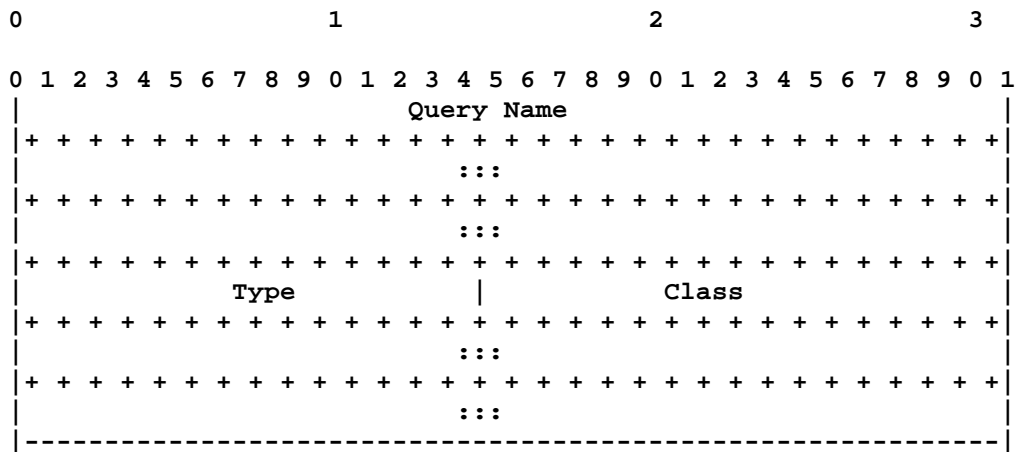 0 1 2 3
0 1 2 3 4 5 6 7 8 9 0 1 2 3 4 5 6 7 8 9 0 1 2 3 4 5 6 7 8 9 0 1
| Query Name |
|+ + + + + + + + + + + + + + + + + + + + + + + + + + + + + + +|
| ::: |
|+ + + + + + + + + + + + + + + + + + + + + + + + + + + + + + +|
| ::: |
|+ + + + + + + + + + + + + + + + + + + + + + + + + + + + + + +|
| Type | Class |
|+ + + + + + + + + + + + + + + + + + + + + + + + + + + + + + +|
| ::: |
|+ + + + + + + + + + + + + + + + + + + + + + + + + + + + + + +|
| ::: |
|-------------------------------------------------------------|